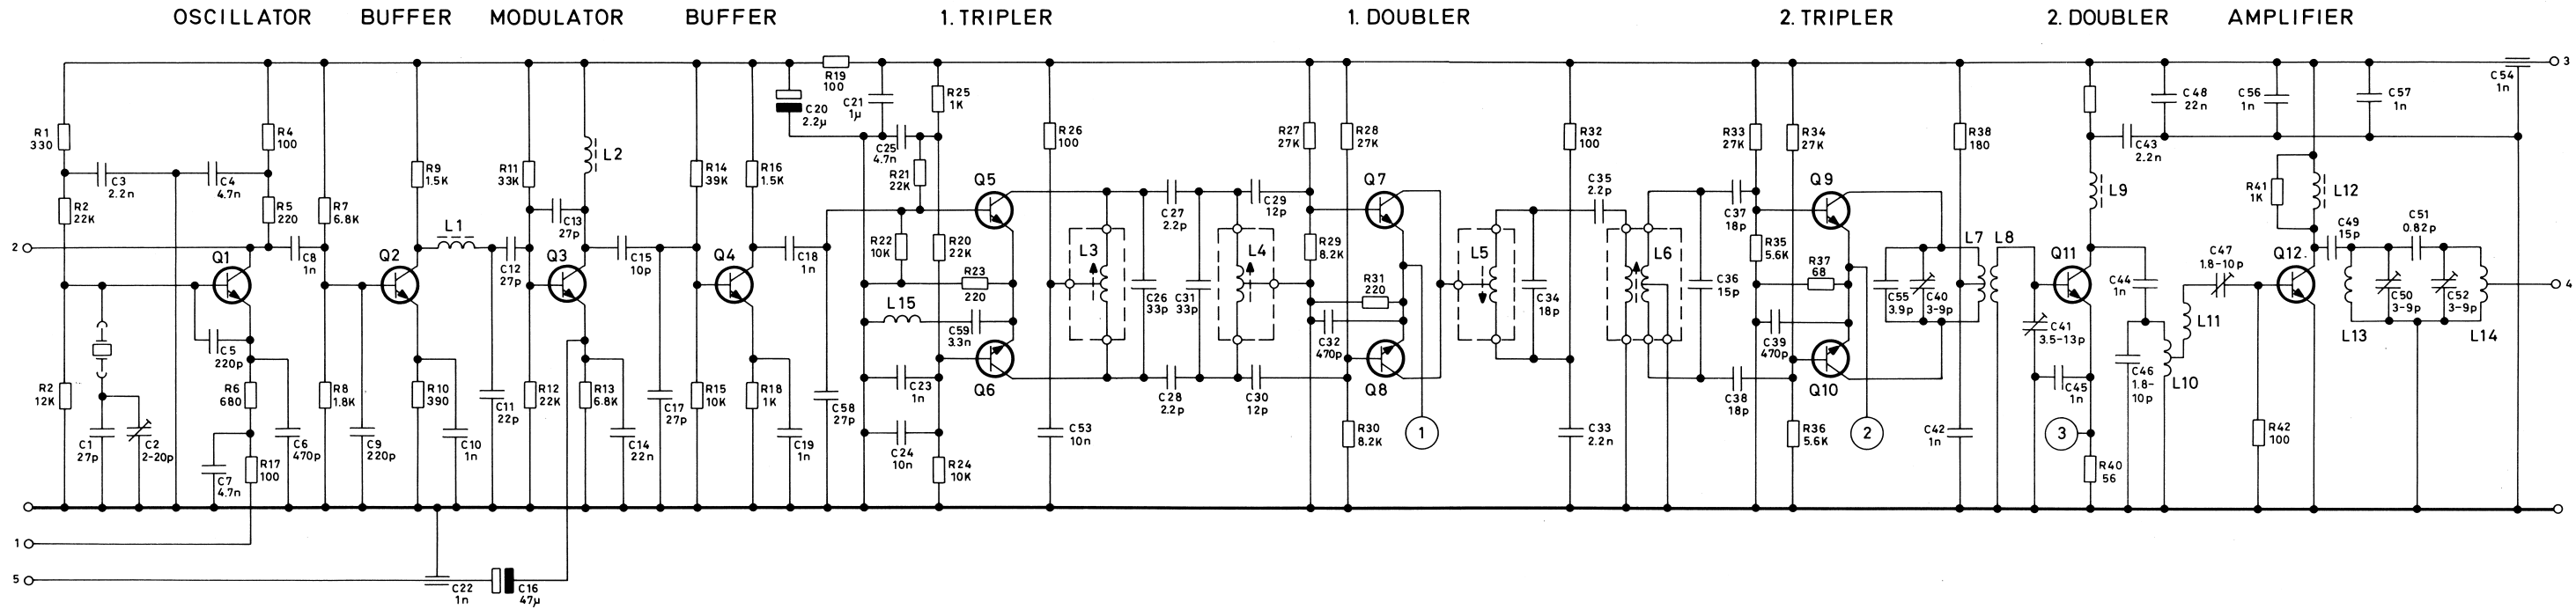 OSCILLATOR BUFFER MODULATOR BUFFER 1. TRIPLER 1. DOUBLER 2. TRIPLER 2. DOUBLER AMPLIFIER
R1
330
C3
2.2n
R2
22K
2
R2
12K
C1
27p
C2
2-20p
C4
4.7n
R4
100
R5
220
Q1
C5
220p
R6
680
C7
4.7n
R17
100
C6
470p
C8
1n
R7
6.8K
R8
1.8K
C9
220p
Q2
R9
1.5K
R10
390
C10
1n
L1
C11
22p
C12
27p
R11
33K
R12
22K
C13
27p
L2
Q3
R13
6.8K
C14
22n
C15
10p
C17
27p
R14
39K
R15
10K
Q4
R16
1.5K
R18
1K
C19
1n
C18
1n
C58
27p
C20
2.2µ
R19
100
C21
1µ
C25
4.7n
R25
1K
R21
22K
R22
10K
R20
22K
R23
220
L15
C59
3.3n
C23
1n
C24
10n
R24
10K
Q5
Q6
R26
100
C53
10n
L3
C26
33p
C27
2.2p
C28
2.2p
C31
33p
L4
C29
12p
C30
12p
R27
27K
R28
27K
R29
8.2K
R31
220
C32
470p
R30
8.2K
Q7
Q8
1
L5
C34
18p
R32
100
C33
2.2n
C35
2.2p
L6
C36
15p
C37
18p
C38
18p
R33
27K
R34
27K
R35
5.6K
R37
68
C39
470p
R36
5.6K
Q9
Q10
2
C55
3.9p
C40
3-9p
R38
180
C42
1n
L7
L8
C41
3.5-13p
Q11
C45
1n
3
R40
56
C43
2.2n
L9
C44
1n
C46
1.8-
10p
L10
L11
C47
1.8-10p
C48
22n
C56
1n
C57
1n
C54
1n
3
R41
1K
L12
Q12.
R42
100
C49
15p
L13
C50
3-9p
C51
0.82p
C52
3-9p
L14
4
1
5
C22
1n
C16
47µ